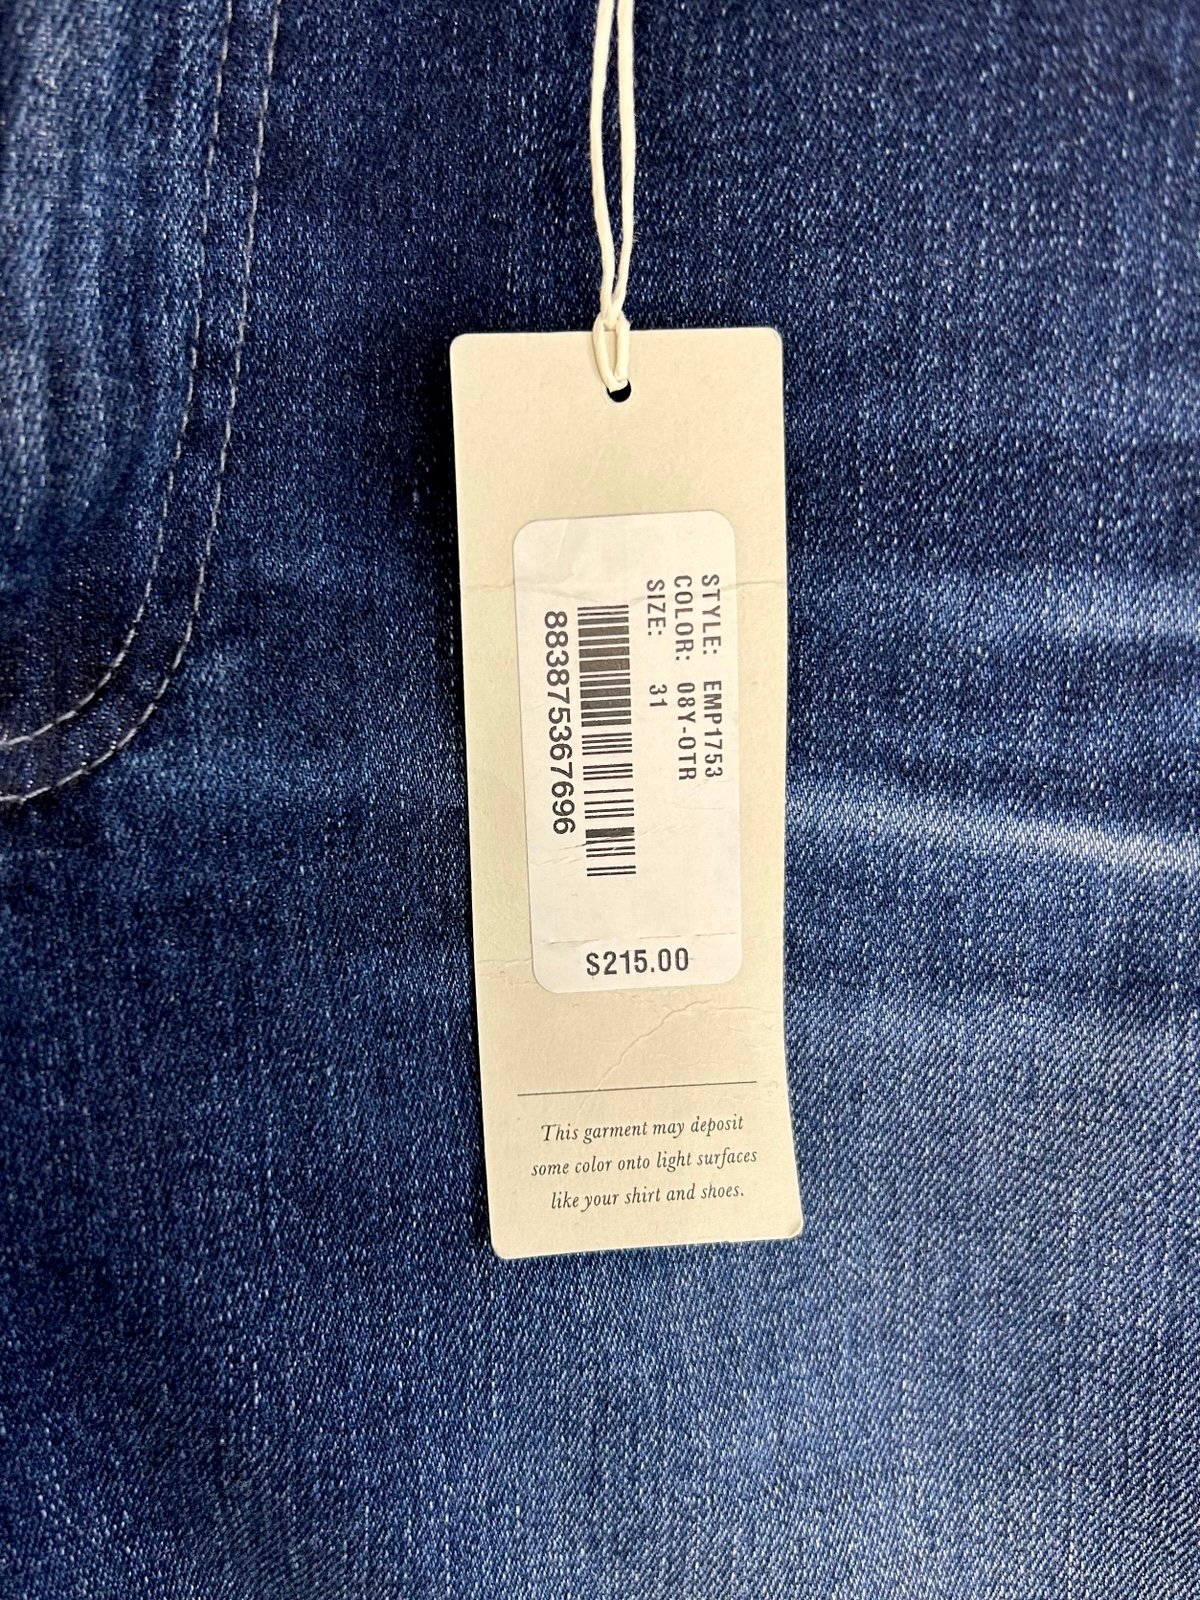 STYLE: EMP1753
COLOR: 08Y-OTR
SIZE: 31
883875367696
$215.00
This garment may deposit
some color onto light surfaces
like your shirt and shoes.